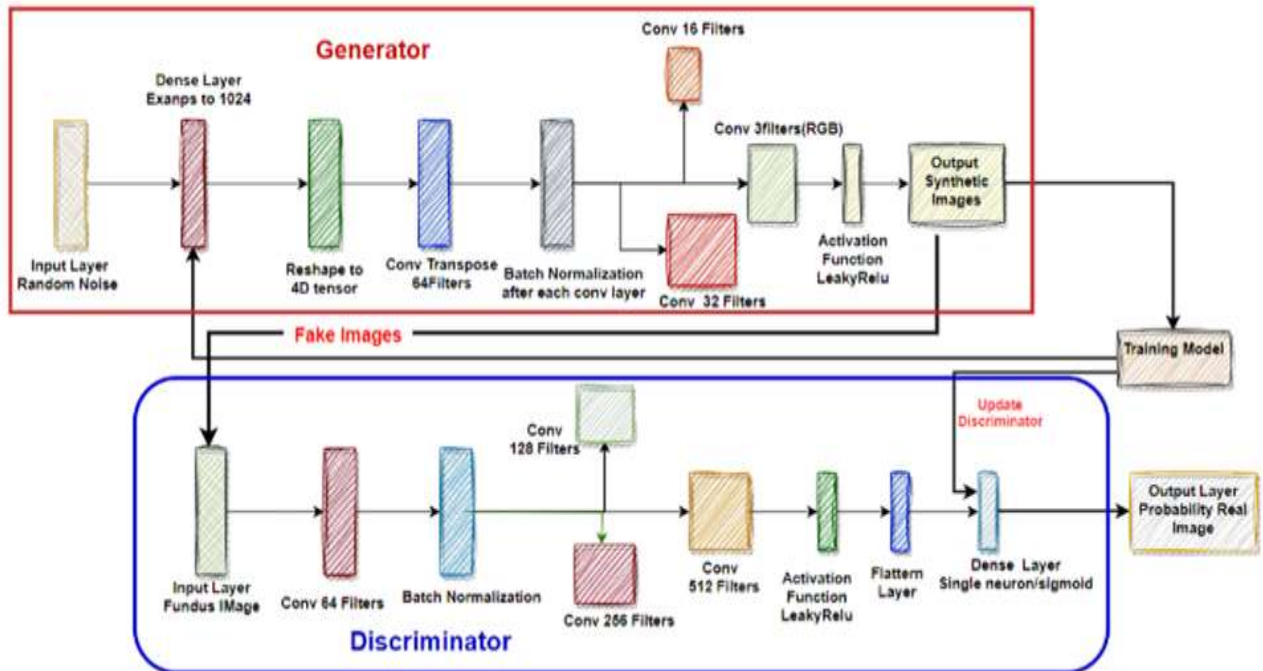 Generator
Conv 16 Filters
Dense Layer
Exanps to 1024
Conv 3filters(RGB)
Output
Synthetic
Images
Input Layer
Random Noise
Reshape to
4D tensor
Conv Transpose
64Filters
Batch Normalization
after each conv layer
Conv 32 Filters
Activation
Function
LeakyRelu
Fake Images
Training Model
Update
Discriminator
Conv
128 Filters
Output Layer
Probability Real
Image
Input Layer
Fundus IMage
Conv 64 Filters
Batch Normalization
Conv 256 Filters
Conv
512 Filters
Activation
Function
LeakyRelu
Flattern
Layer
Dense Layer
Single neuron/sigmoid
Discriminator